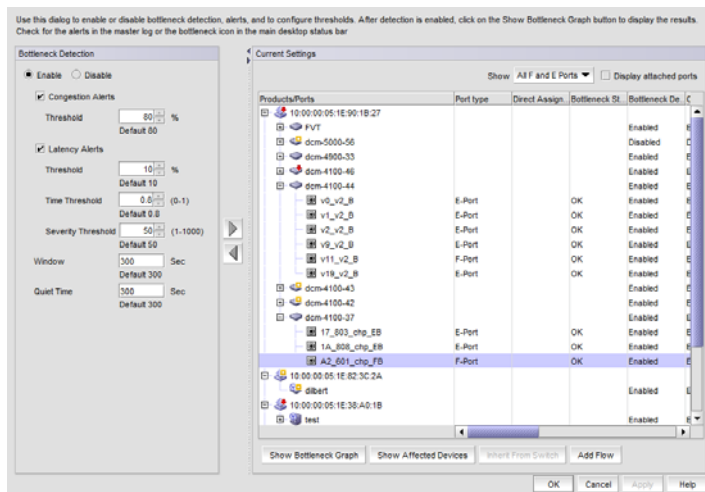 Use this dialog to enable or disable bottleneck detection, alerts, and to configure thresholds. After detection is enabled, click on the Show Bottleneck Graph button to display the results.
Check for the alerts in the master log or the bottleneck icon in the main desktop status bar
Bottleneck Detection
Enable Disable
Congestion Alerts
Threshold 80 %
Default 80
Latency Alerts
Threshold 10 %
Default 10
Time Threshold 0.8 (0-1)
Default 0.8
Severity Threshold 50 (1-1000)
Default 50
Window 300 Sec
Default 300
Quiet Time 300 Sec
Default 300
Current Settings
Show All F and E Ports Display attached ports
Products/Ports Port type Direct Assign.. Bottleneck St.. Bottleneck De.. C
10:00:00:05:1E:90:1B:27
FVT Enabled E
dcm-5000-56 Disabled D
dcm-4900-33 Enabled E
dcm-4100-46 Enabled E
dcm-4100-44 Enabled E
v0_v2_B E-Port OK Enabled E
v1_v2_B E-Port OK Enabled E
v2_v2_B E-Port OK Enabled E
v9_v2_B E-Port OK Enabled E
v11_v2_B F-Port OK Enabled E
v19_v2_B E-Port OK Enabled E
dcm-4100-43 Enabled E
dcm-4100-42 Enabled E
dcm-4100-37 Enabled E
17_803_chp_EB E-Port OK Enabled E
1A_808_chp_EB E-Port OK Enabled E
A2_601_chp_FB F-Port OK Enabled E
10:00:00:05:1E:82:3C:2A
dilbert Enabled E
10:00:00:05:1E:38:A0:1B
test Enabled E
Show Bottleneck Graph Show Affected Devices Inherit From Switch Add Flow
OK Cancel Apply Help